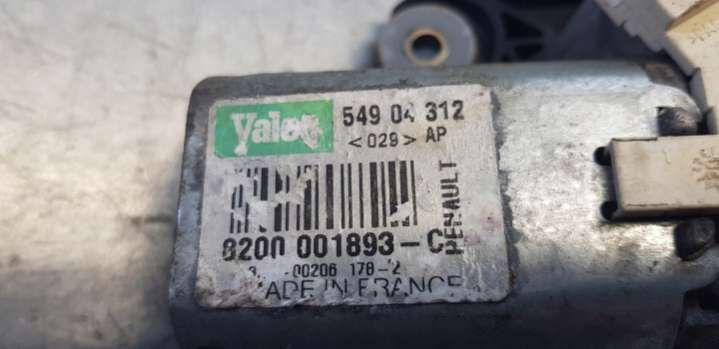 Valeo
549 04 312
<029> AP
RENAULT
8200 001893-C
00206 178-2
MADE IN FRANCE